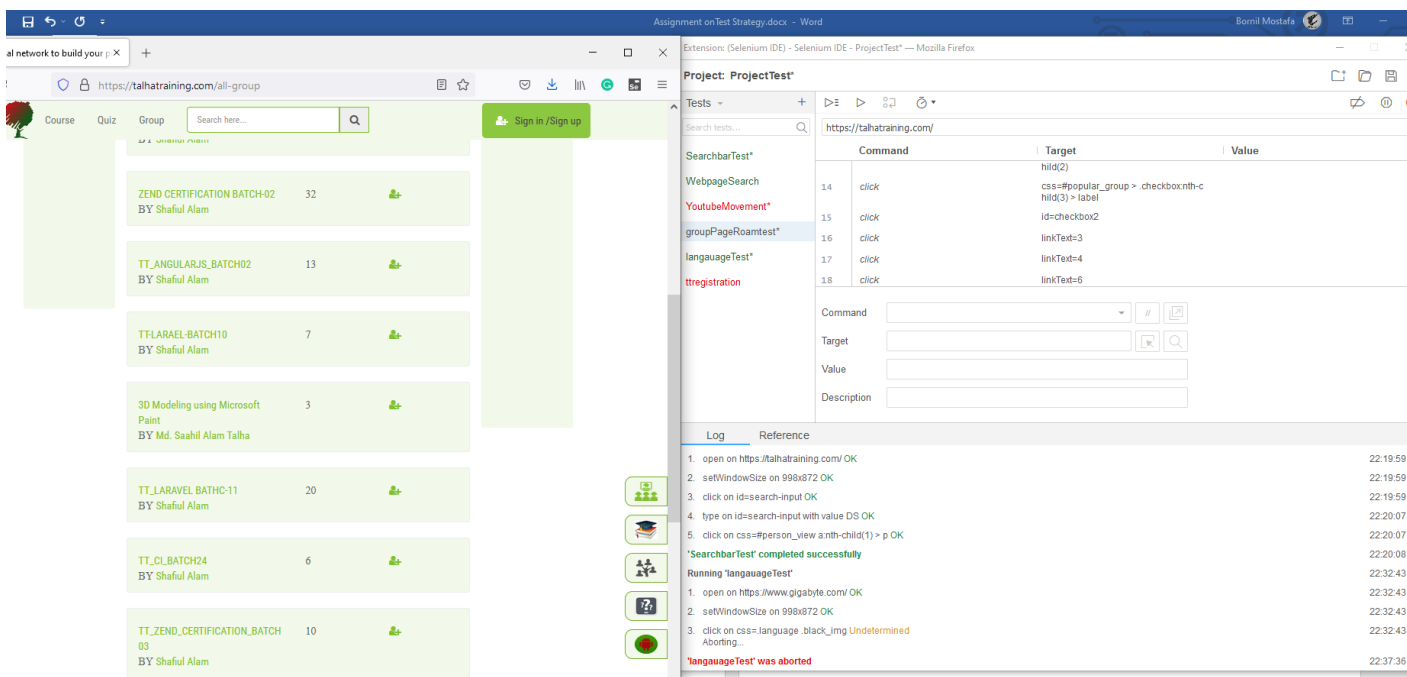 Assignment onTest Strategy.docx - Word
Bornil Mostafa
al network to build your p
https://talhatraining.com/all-group
Course Quiz Group Search here... Sign in /Sign up
ZEND CERTIFICATION BATCH-02 32
BY Shafiul Alam
TT_ANGULARJS_BATCH02 13
BY Shafiul Alam
TT-LARAEL-BATCH10 7
BY Shafiul Alam
3D Modeling using Microsoft 3
Paint
BY Md. Saahil Alam Talha
TT_LARAVEL BATHC-11 20
BY Shafiul Alam
TT_CI_BATCH24 6
BY Shafiul Alam
TT_ZEND_CERTIFICATION_BATCH 10
03
BY Shafiul Alam
Extension: (Selenium IDE) - Selenium IDE - ProjectTest* — Mozilla Firefox
Project: ProjectTest*
Tests
Search tests...
SearchbarTest*
WebpageSearch
YoutubeMovement*
groupPageRoamtest*
langauageTest*
ttregistration
https://talhatraining.com/
Command Target Value
hild(2)
14 click css=#popular_group > .checkbox:nth-c
hild(3) > label
15 click id=checkbox2
16 click linkText=3
17 click linkText=4
18 click linkText=6
Command //
Target
Value
Description
Log Reference
1. open on https://talhatraining.com/ OK 22:19:59
2. setWindowSize on 998x872 OK 22:19:59
3. click on id=search-input OK 22:19:59
4. type on id=search-input with value DS OK 22:20:07
5. click on css=#person_view a:nth-child(1) > p OK 22:20:07
'SearchbarTest' completed successfully 22:20:08
Running 'langauageTest' 22:32:43
1. open on https://www.gigabyte.com/ OK 22:32:43
2. setWindowSize on 998x872 OK 22:32:43
3. click on css=.language .black_img Undetermined 22:32:43
Aborting...
'langauageTest' was aborted 22:37:36